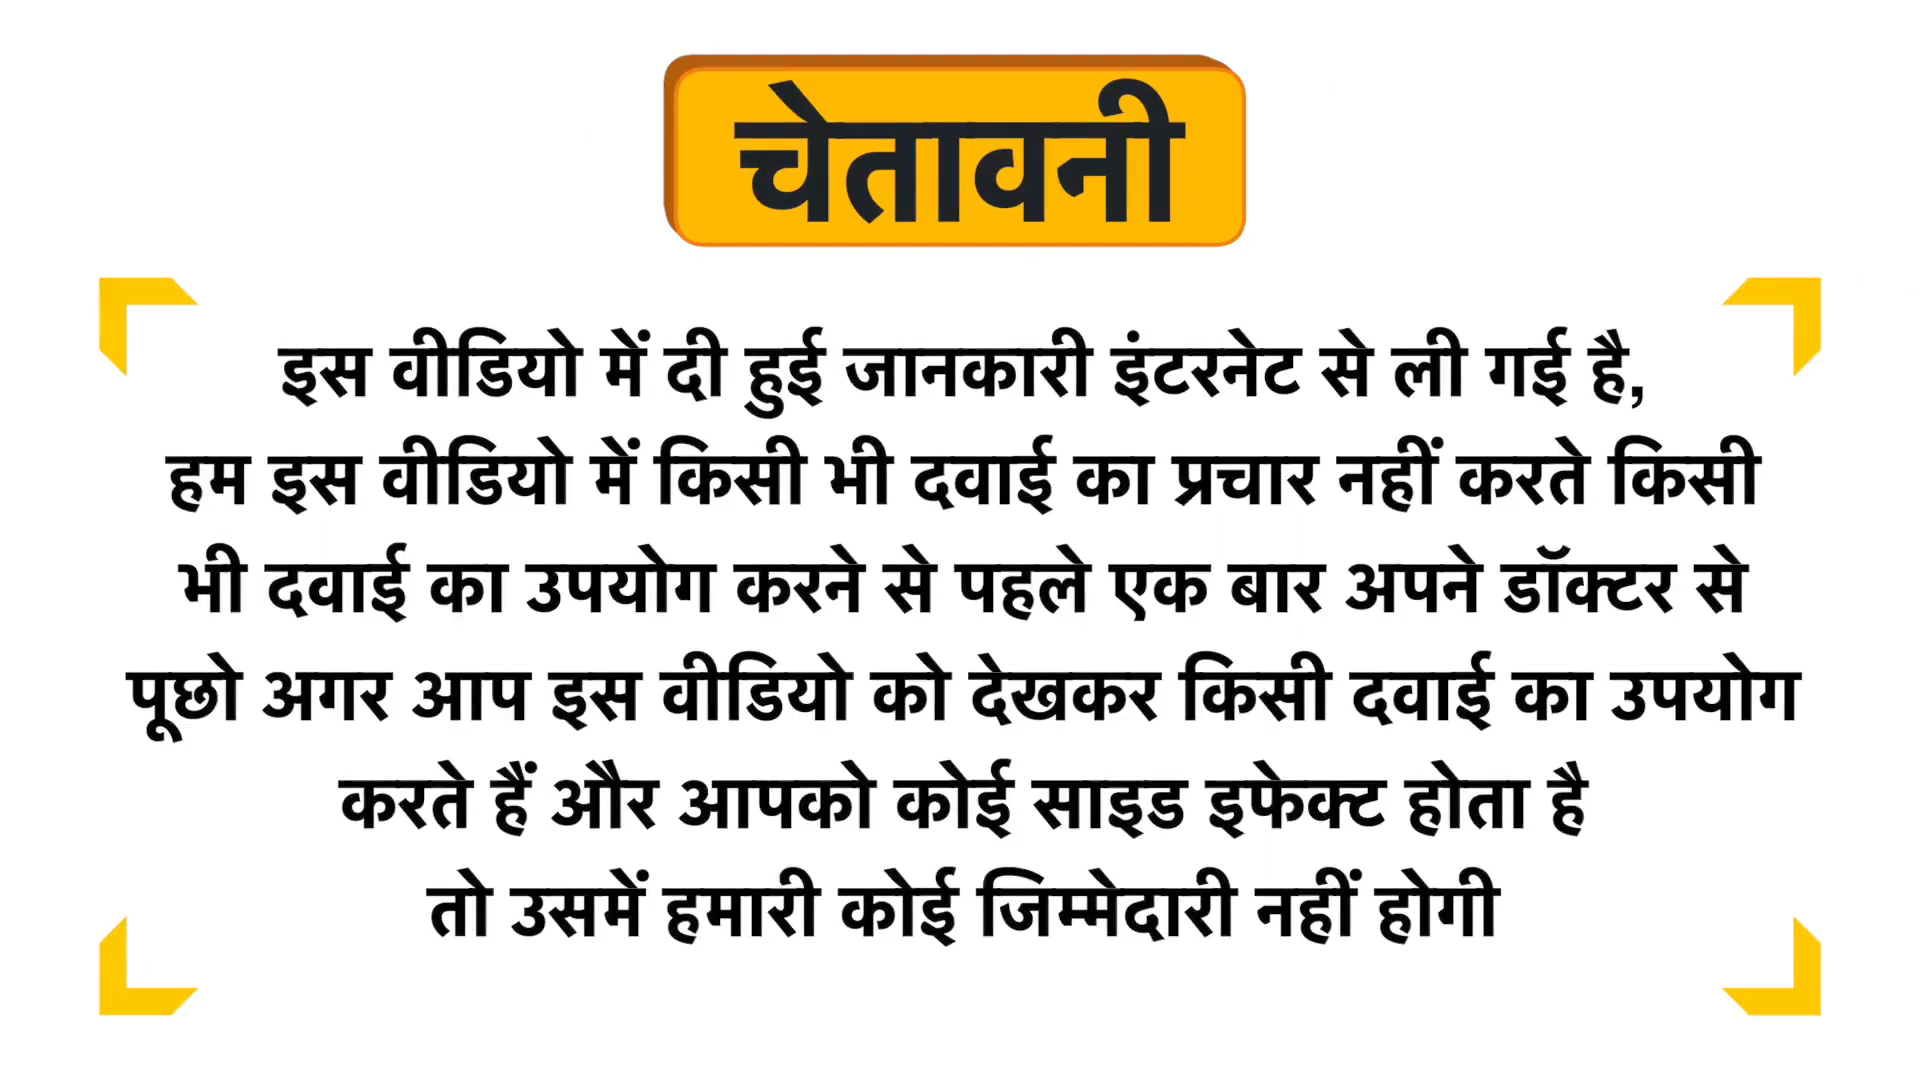 चेतावनी
इस वीडियो में दी हुई जानकारी इंटरनेट से ली गई है,
हम इस वीडियो में किसी भी दवाई का प्रचार नहीं करते किसी
भी दवाई का उपयोग करने से पहले एक बार अपने डॉक्टर से
पूछो अगर आप इस वीडियो को देखकर किसी दवाई का उपयोग
करते हैं और आपको कोई साइड इफेक्ट होता है
तो उसमें हमारी कोई जिम्मेदारी नहीं होगी